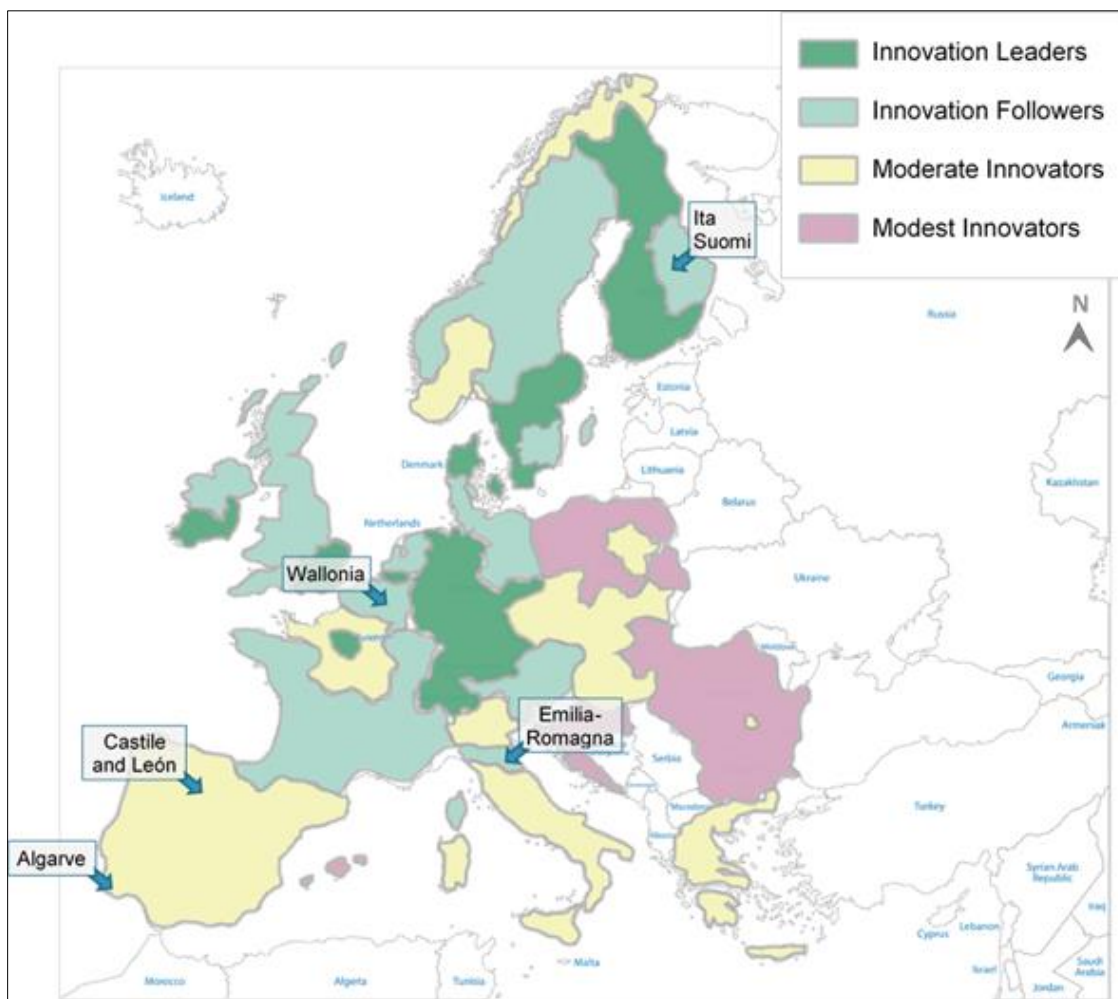 Innovation Leaders
Innovation Followers
Moderate Innovators
Modest Innovators
Iceland
Ita
Suomi
N
Russia
Estonia
Latvia
Denmark
Lithuania
Kazakhstan
Belarus
Netherlands
Wallonia
Ukraine
Moldova
Georgia
Emilia-
Romagna
Armenia
Castile
and León
Serbia
Turkey
Algarve
Syrian Arab
Republic
Iraq
Cyprus
Lebanon
Malta
Israel
Saudi
Arabia
Morocco
Algeria
Tunisia
Jordan